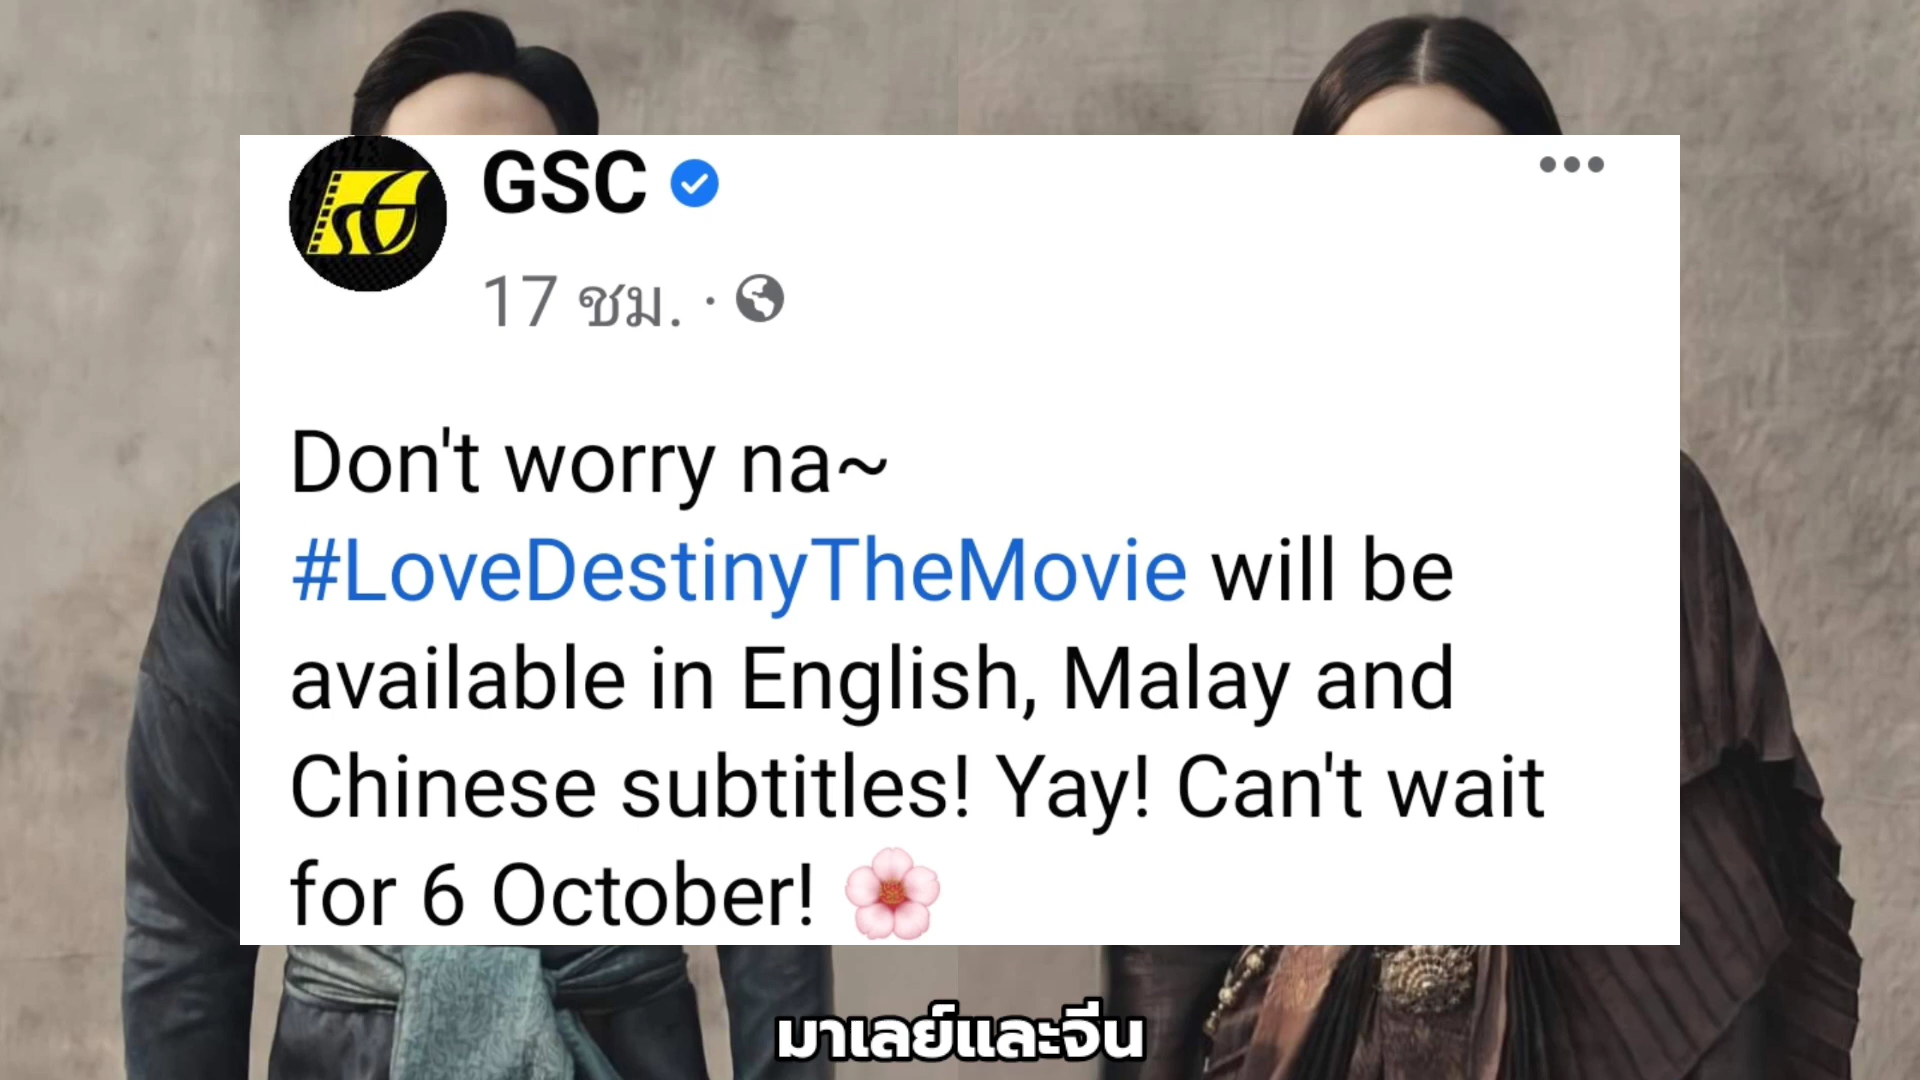 GSC
17 ชม. ·
Don't worry na~
#LoveDestinyTheMovie will be
available in English, Malay and
Chinese subtitles! Yay! Can't wait
for 6 October!
มาเลย์และจีน